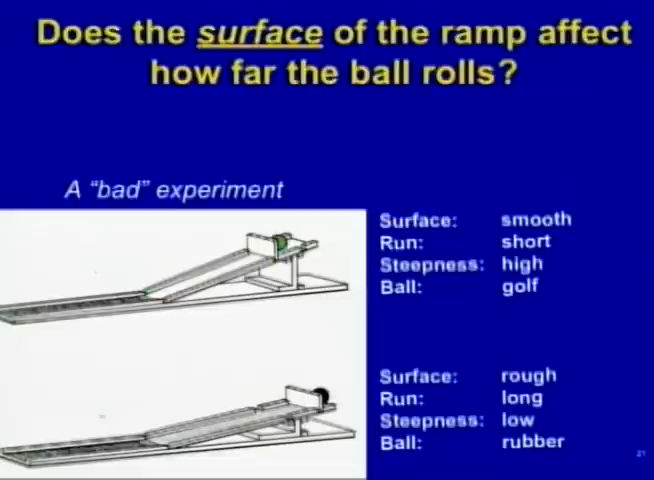 Does the surface of the ramp affect
how far the ball rolls?
A "bad" experiment
Surface: smooth
Run: short
Steepness: high
Ball: golf
Surface: rough
Run: long
Steepness: low
Ball: rubber
21